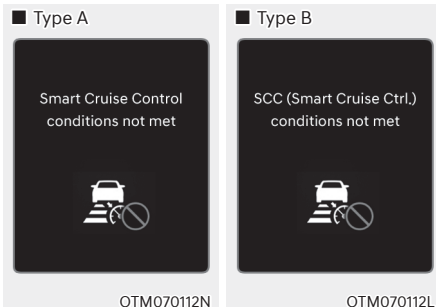 ■ Type A
Smart Cruise Control
conditions not met
OTM070112N
■ Type B
SCC (Smart Cruise Ctrl.)
conditions not met
OTM070112L